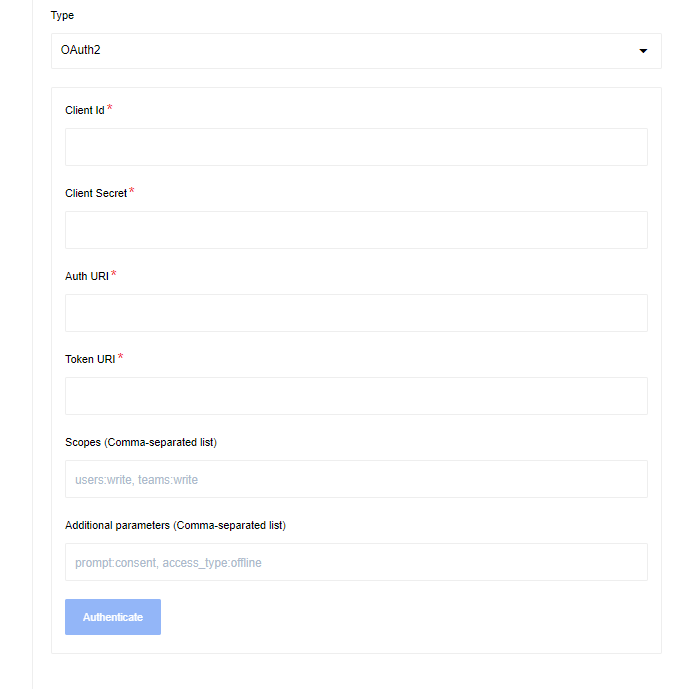 Type
OAuth2
Client Id *
Client Secret *
Auth URI *
Token URI *
Scopes (Comma-separated list)
users:write, teams:write
Additional parameters (Comma-separated list)
prompt:consent, access_type:offline
Authenticate